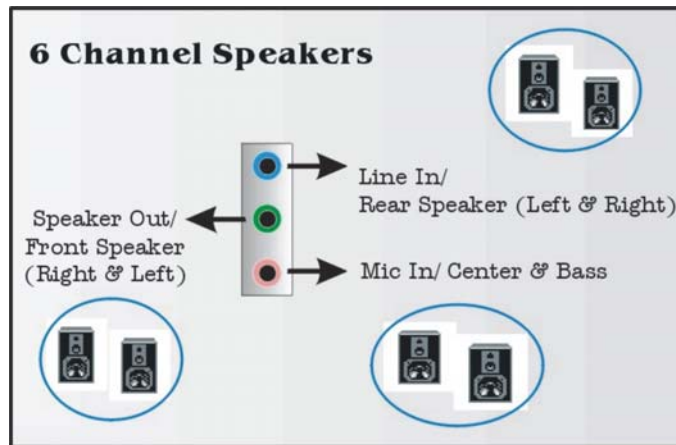 6 Channel Speakers
Line In/
Rear Speaker (Left & Right)
Speaker Out/
Front Speaker
(Right & Left)
Mic In/ Center & Bass